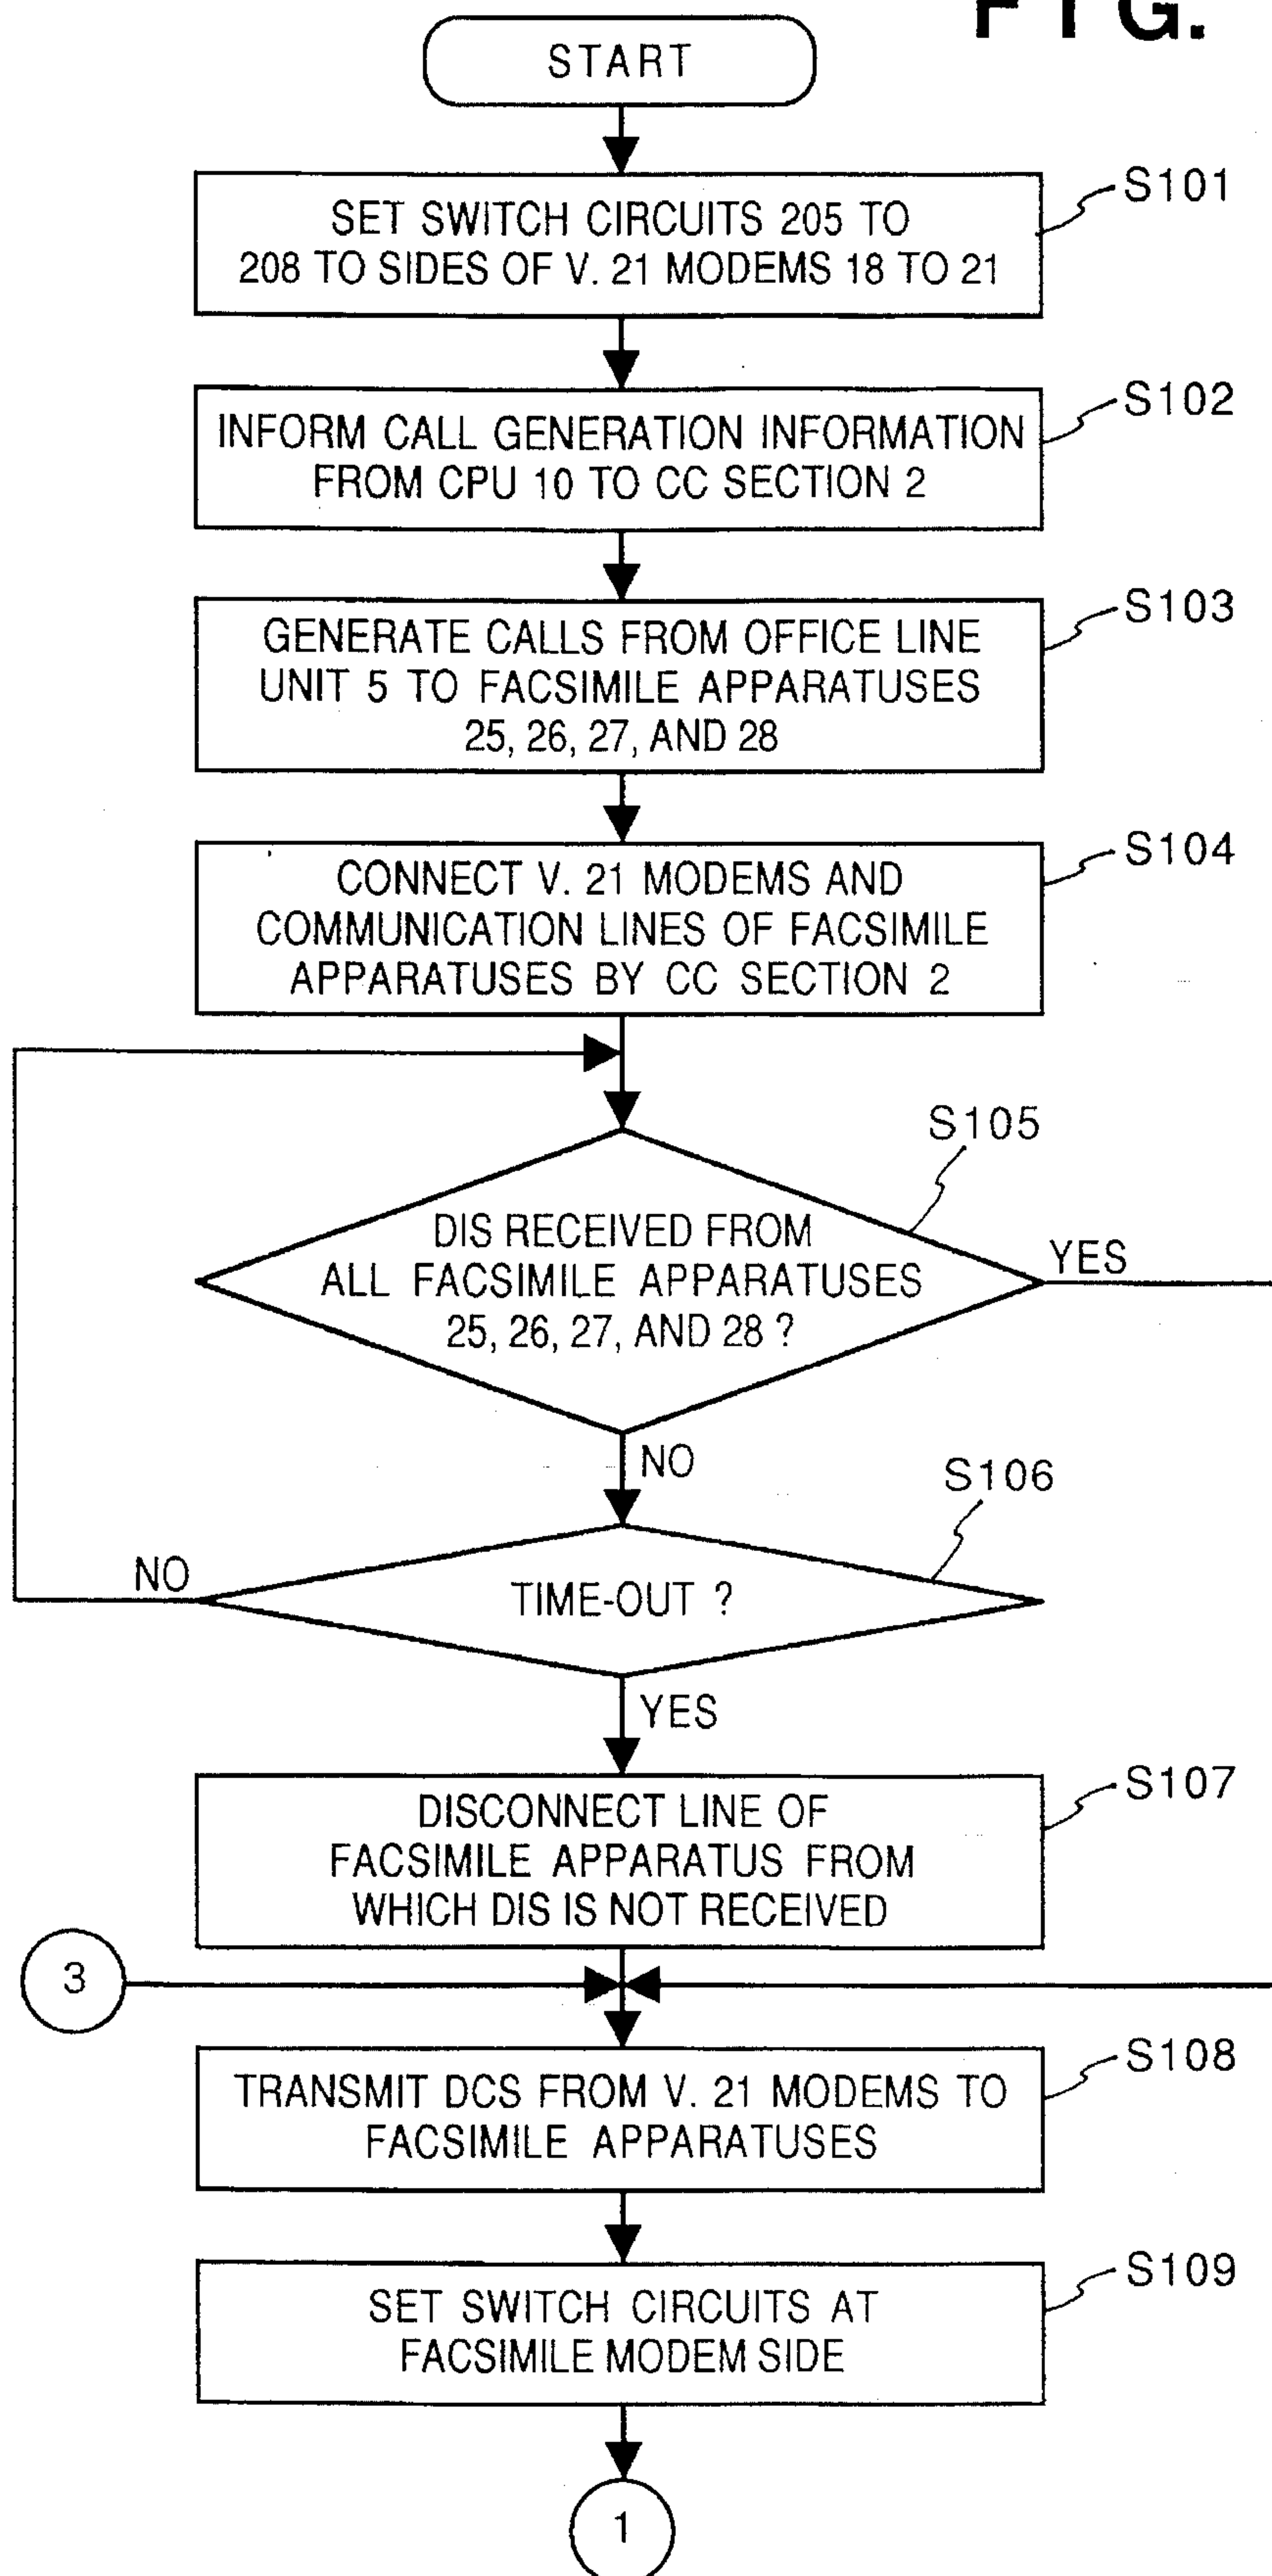 FIG.
START
S101
SET SWITCH CIRCUITS 205 TO
208 TO SIDES OF V. 21 MODEMS 18 TO 21
S102
INFORM CALL GENERATION INFORMATION
FROM CPU 10 TO CC SECTION 2
S103
GENERATE CALLS FROM OFFICE LINE
UNIT 5 TO FACSIMILE APPARATUSES
25, 26, 27, AND 28
S104
CONNECT V. 21 MODEMS AND
COMMUNICATION LINES OF FACSIMILE
APPARATUSES BY CC SECTION 2
S105
DIS RECEIVED FROM
ALL FACSIMILE APPARATUSES
25, 26, 27, AND 28 ?
YES
NO
S106
TIME-OUT ?
NO
YES
S107
DISCONNECT LINE OF
FACSIMILE APPARATUS FROM
WHICH DIS IS NOT RECEIVED
3
S108
TRANSMIT DCS FROM V. 21 MODEMS TO
FACSIMILE APPARATUSES
S109
SET SWITCH CIRCUITS AT
FACSIMILE MODEM SIDE
1